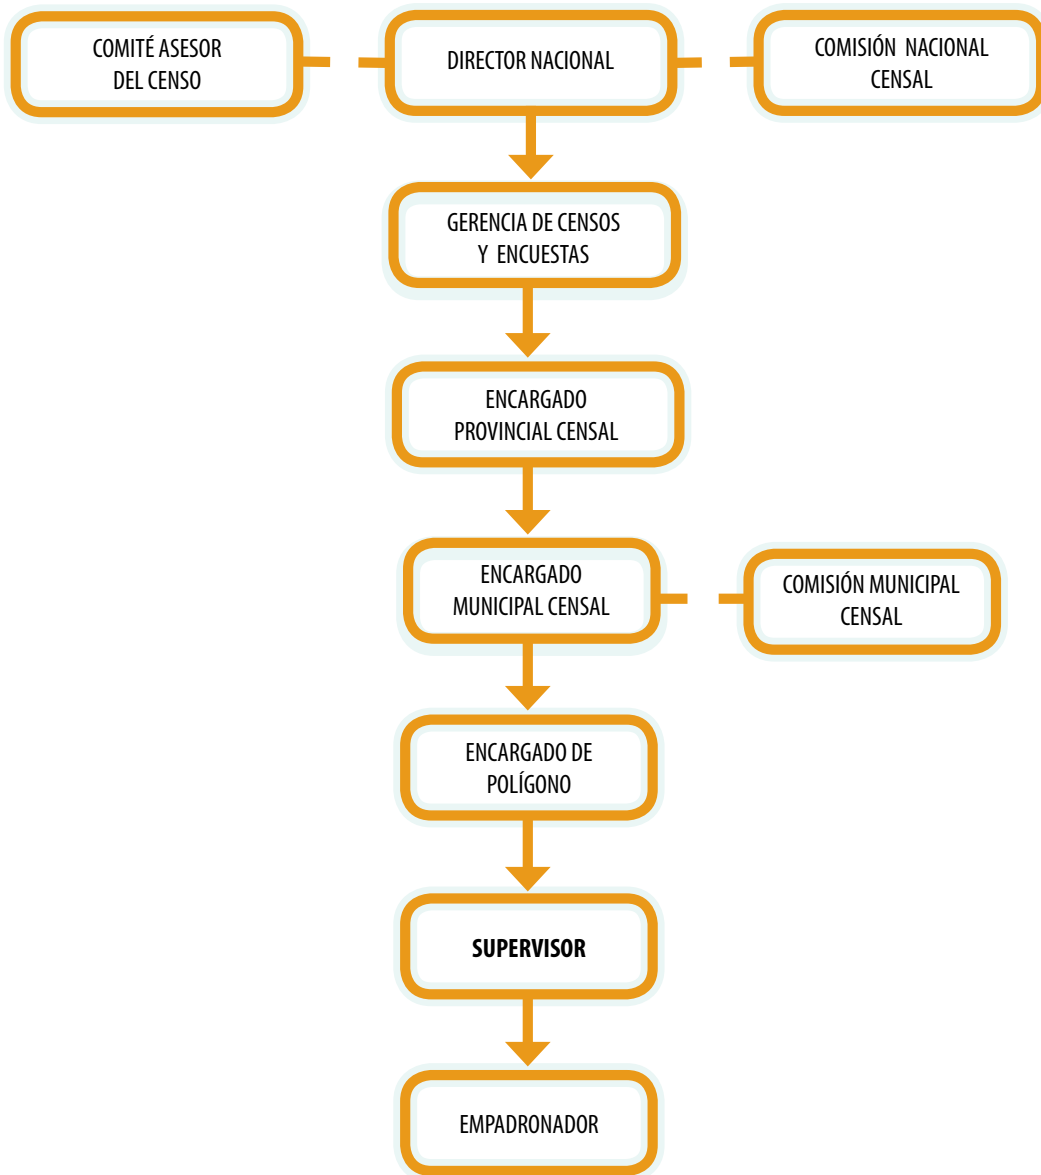 COMITÉ ASESOR
DEL CENSO
DIRECTOR NACIONAL
COMISIÓN NACIONAL
CENSAL
GERENCIA DE CENSOS
Y ENCUESTAS
ENCARGADO
PROVINCIAL CENSAL
ENCARGADO
MUNICIPAL CENSAL
COMISIÓN MUNICIPAL
CENSAL
ENCARGADO DE
POLÍGONO
SUPERVISOR
EMPADRONADOR